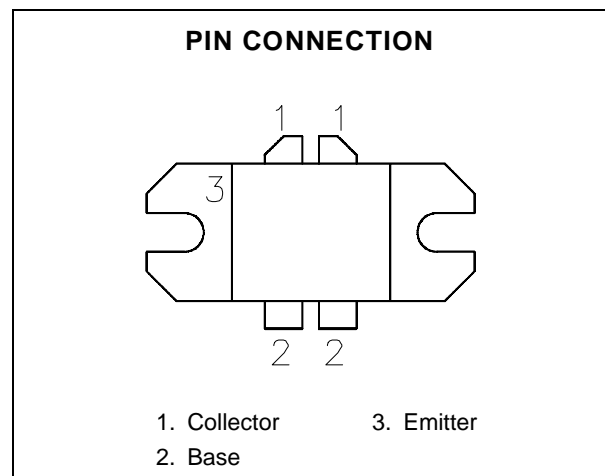 PIN CONNECTION
1 1
3
2 2
1. Collector 3. Emitter
2. Base